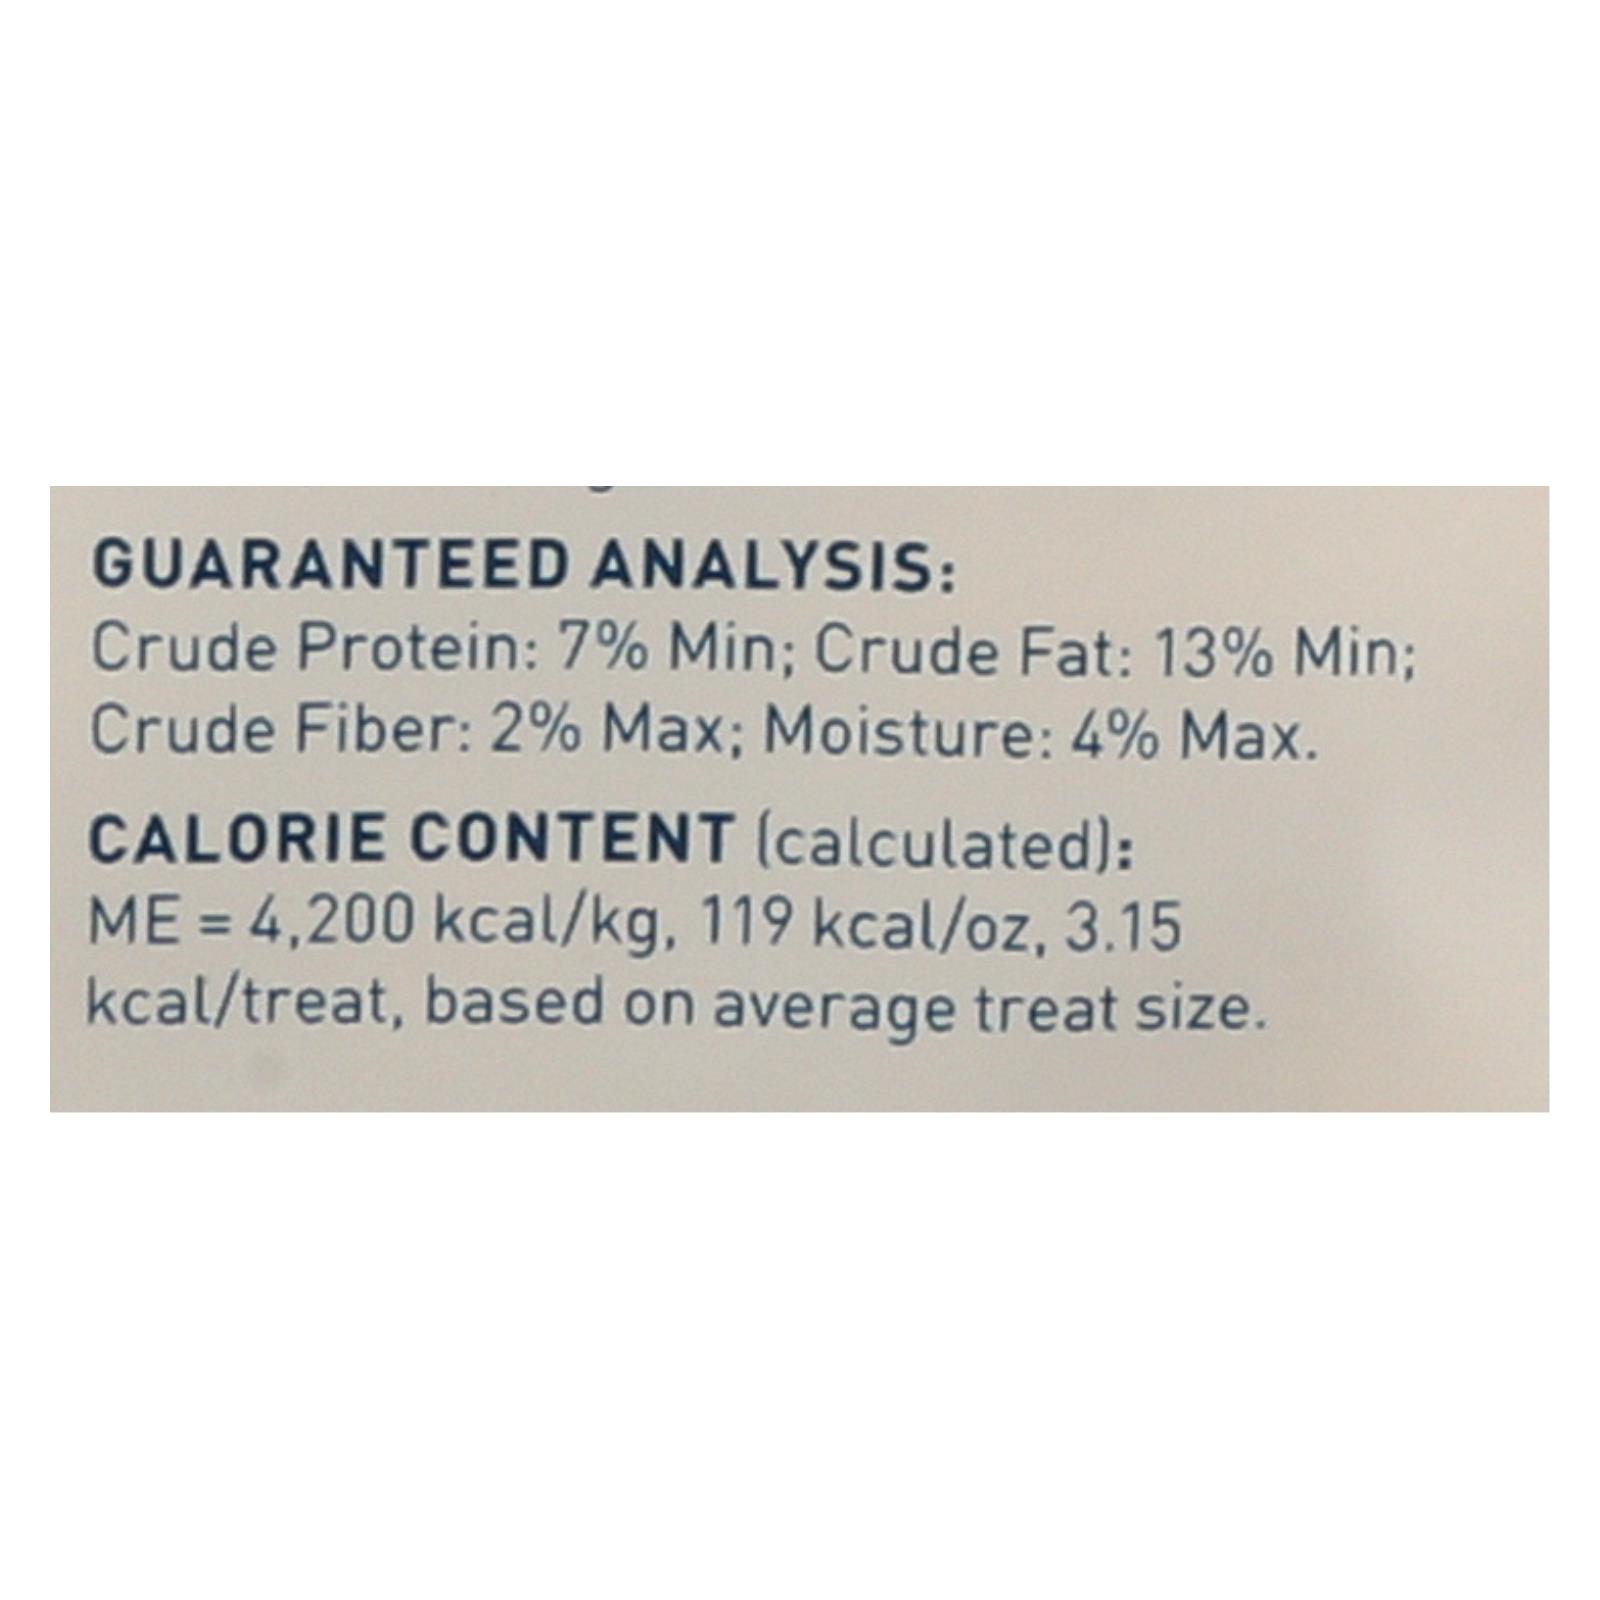 GUARANTEED ANALYSIS:
Crude Protein: 7% Min; Crude Fat: 13% Min;
Crude Fiber: 2% Max; Moisture: 4% Max.
CALORIE CONTENT (calculated):
ME = 4,200 kcal/kg, 119 kcal/oz, 3.15
kcal/treat, based on average treat size.